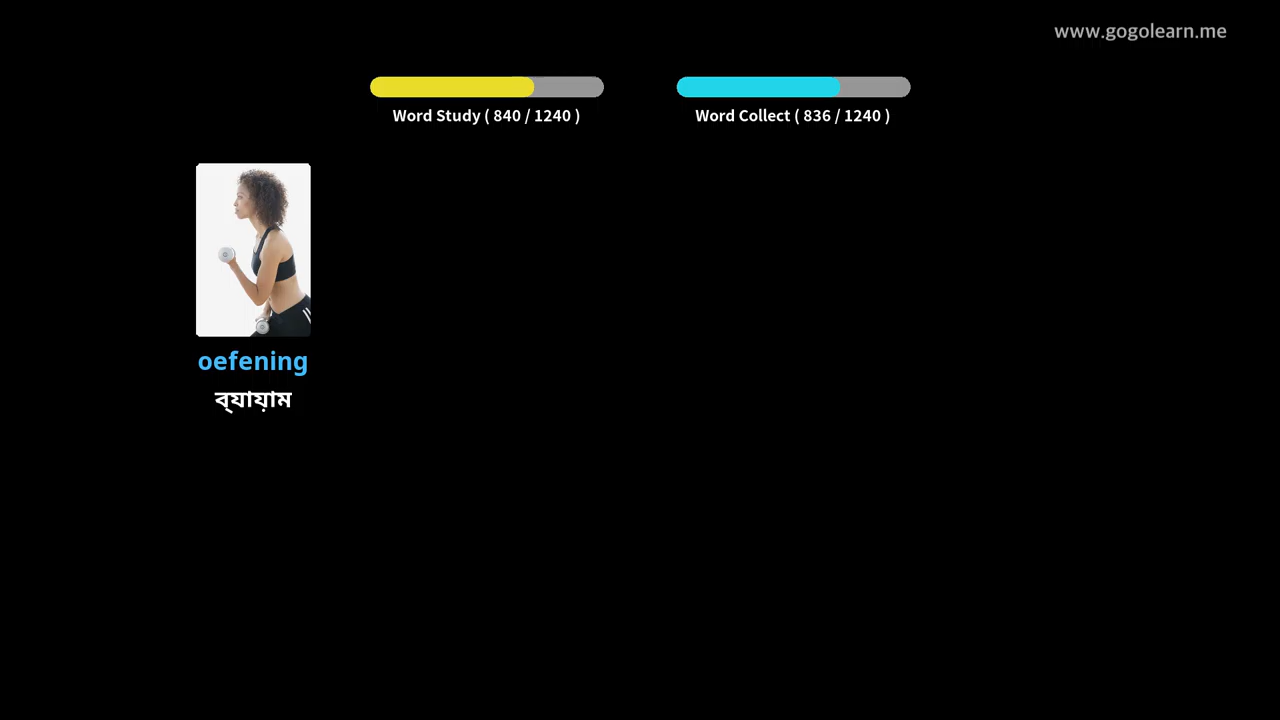 www.gogolearn.me
Word Study ( 840 / 1240 )
Word Collect ( 836 / 1240 )
oefening
ব্যায়াম